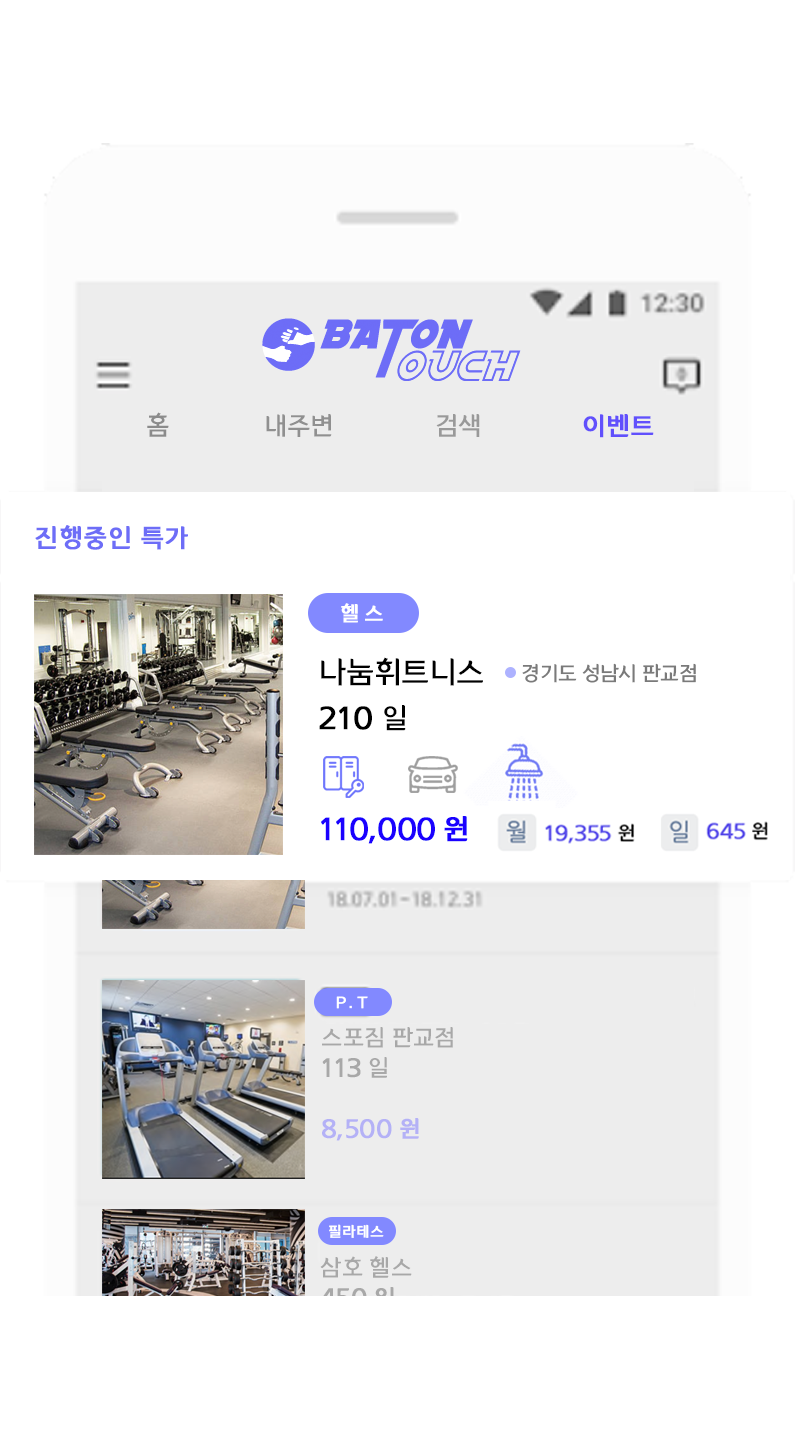 12:30
BATON
TOUCH
홈 내주변 검색 이벤트
진행중인 특가
헬스
나눔휘트니스 경기도 성남시 판교점
210 일
110,000 원 월 19,355 원 일 645 원
18.07.01~18.12.31
P.T
스포짐 판교점
113 일
8,500 원
필라테스
삼호 헬스
450 일